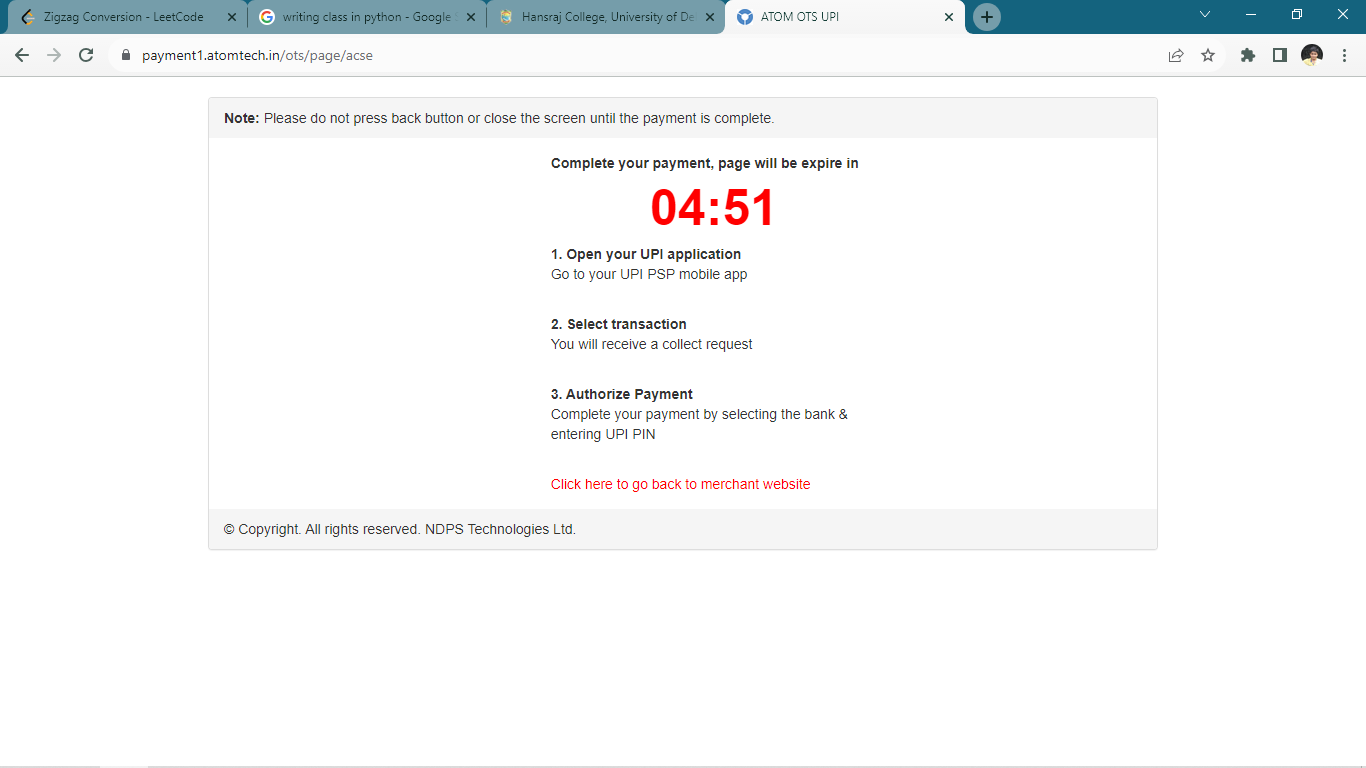 Zigzag Conversion - LeetCode
writing class in python - Google
Hansraj College, University of De
ATOM OTS UPI
payment1.atomtech.in/ots/page/acse
Note: Please do not press back button or close the screen until the payment is complete.
Complete your payment, page will be expire in
04:51
1. Open your UPI application
Go to your UPI PSP mobile app
2. Select transaction
You will receive a collect request
3. Authorize Payment
Complete your payment by selecting the bank &
entering UPI PIN
Click here to go back to merchant website
© Copyright. All rights reserved. NDPS Technologies Ltd.